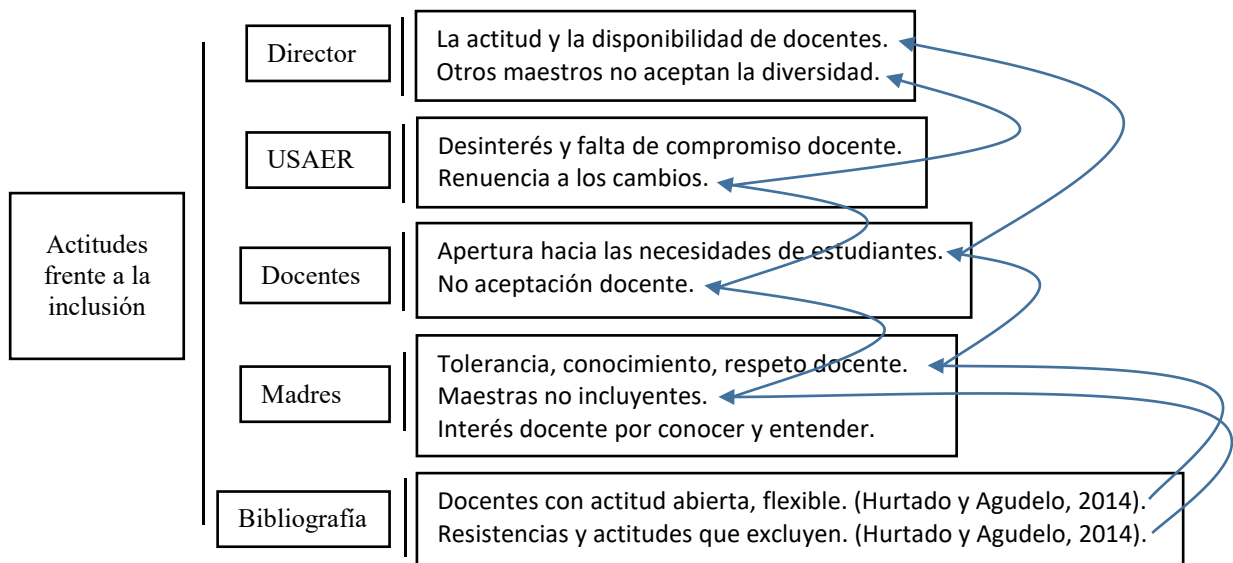 Director
La actitud y la disponibilidad de docentes.
Otros maestros no aceptan la diversidad.
USAER
Desinterés y falta de compromiso docente.
Renuencia a los cambios.
Actitudes
frente a la
inclusión
Docentes
Apertura hacia las necesidades de estudiantes.
No aceptación docente.
Madres
Tolerancia, conocimiento, respeto docente.
Maestras no incluyentes.
Interés docente por conocer y entender.
Bibliografía
Docentes con actitud abierta, flexible. (Hurtado y Agudelo, 2014).
Resistencias y actitudes que excluyen. (Hurtado y Agudelo, 2014).